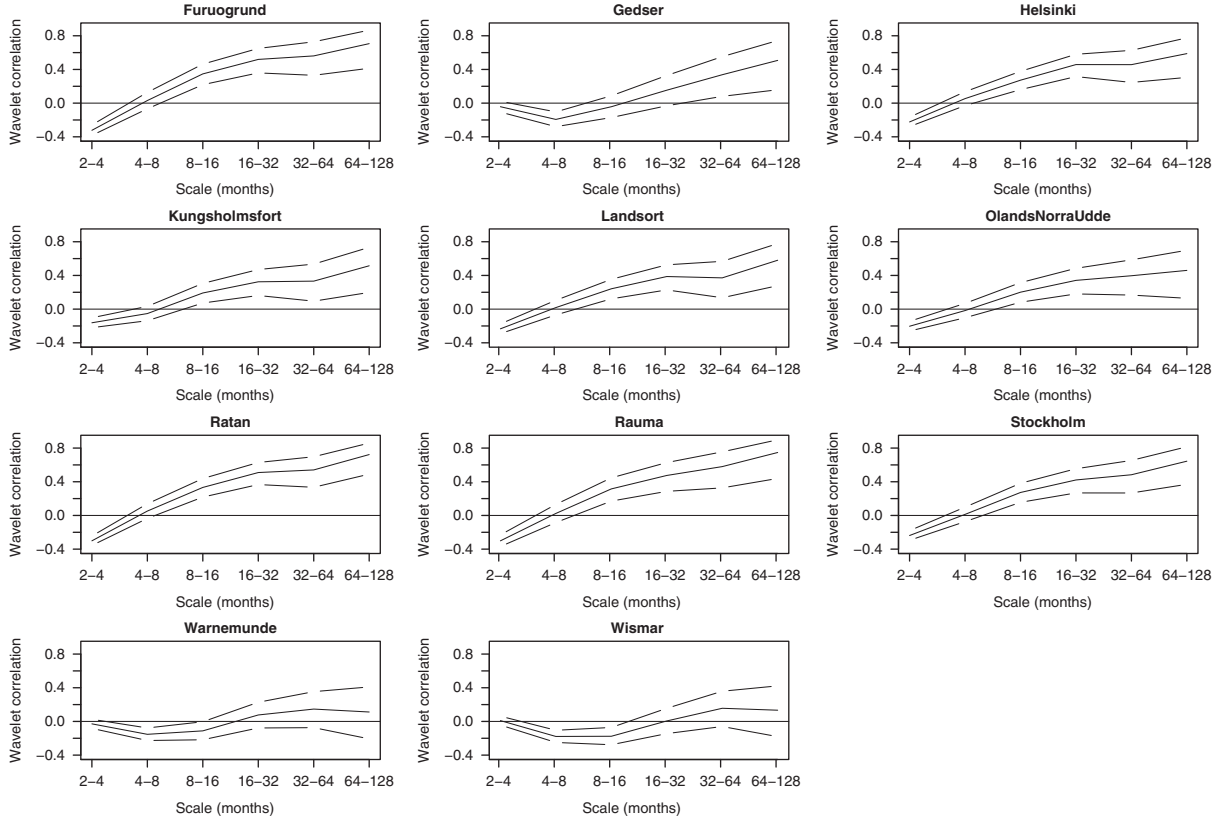 Furuogrund
Wavelet correlation
0.8
0.4
0.0
−0.4
2−4 4−8 8−16 16−32 32−64 64−128
Scale (months)
Gedser
Wavelet correlation
0.8
0.4
0.0
−0.4
2−4 4−8 8−16 16−32 32−64 64−128
Scale (months)
Helsinki
Wavelet correlation
0.8
0.4
0.0
−0.4
2−4 4−8 8−16 16−32 32−64 64−128
Scale (months)
Kungsholmsfort
Wavelet correlation
0.8
0.4
0.0
−0.4
2−4 4−8 8−16 16−32 32−64 64−128
Scale (months)
Landsort
Wavelet correlation
0.8
0.4
0.0
−0.4
2−4 4−8 8−16 16−32 32−64 64−128
Scale (months)
OlandsNorraUdde
Wavelet correlation
0.8
0.4
0.0
−0.4
2−4 4−8 8−16 16−32 32−64 64−128
Scale (months)
Ratan
Wavelet correlation
0.8
0.4
0.0
−0.4
2−4 4−8 8−16 16−32 32−64 64−128
Scale (months)
Rauma
Wavelet correlation
0.8
0.4
0.0
−0.4
2−4 4−8 8−16 16−32 32−64 64−128
Scale (months)
Stockholm
Wavelet correlation
0.8
0.4
0.0
−0.4
2−4 4−8 8−16 16−32 32−64 64−128
Scale (months)
Warnemunde
Wavelet correlation
0.8
0.4
0.0
−0.4
2−4 4−8 8−16 16−32 32−64 64−128
Scale (months)
Wismar
Wavelet correlation
0.8
0.4
0.0
−0.4
2−4 4−8 8−16 16−32 32−64 64−128
Scale (months)